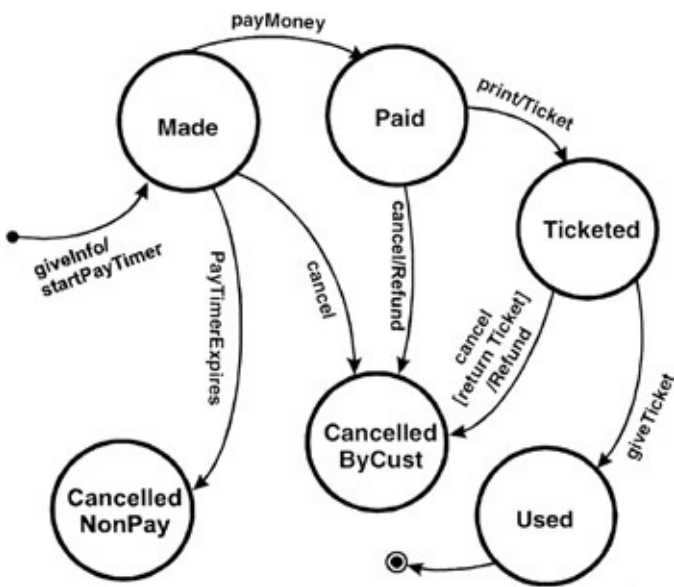 payMoney
Made
Paid
print/Ticket
Ticketed
giveInfo/
startPayTimer
PayTimerExpires
cancel
cancel/Refund
cancel
[return Ticket]
/Refund
giveTicket
Cancelled
ByCust
Cancelled
NonPay
Used